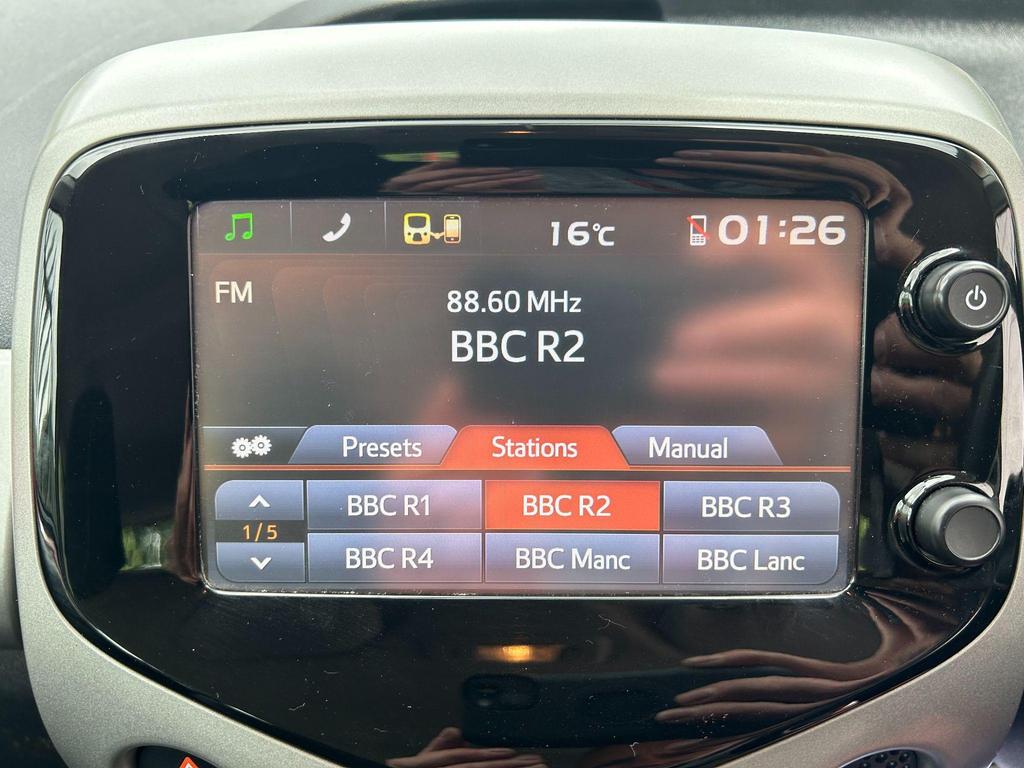 16°C
01:26
FM
88.60 MHz
BBC R2
Presets
Stations
Manual
BBC R1
BBC R2
BBC R3
1/5
BBC R4
BBC Manc
BBC Lanc